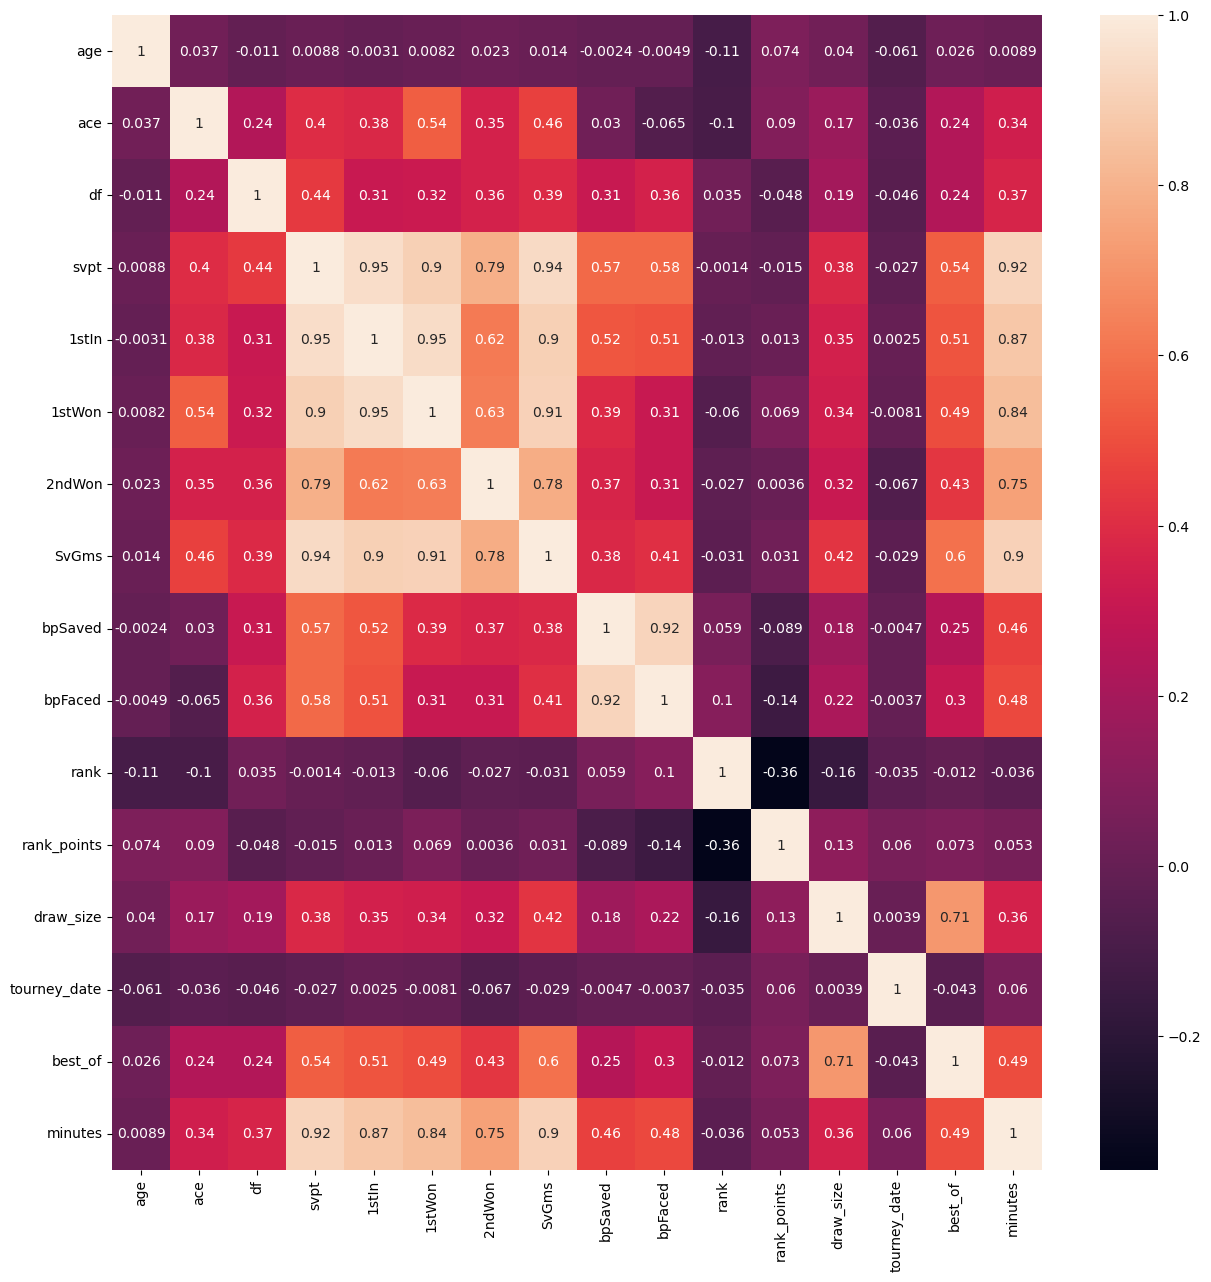 age 1 0.037 -0.011 0.0088 -0.0031 0.0082 0.023 0.014 -0.0024 -0.0049 -0.11 0.074 0.04 -0.061 0.026 0.0089
ace 0.037 1 0.24 0.4 0.38 0.54 0.35 0.46 0.03 -0.065 -0.1 0.09 0.17 -0.036 0.24 0.34
df -0.011 0.24 1 0.44 0.31 0.32 0.36 0.39 0.31 0.36 0.035 -0.048 0.19 -0.046 0.24 0.37
svpt 0.0088 0.4 0.44 1 0.95 0.9 0.79 0.94 0.57 0.58 -0.0014 -0.015 0.38 -0.027 0.54 0.92
1stIn -0.0031 0.38 0.31 0.95 1 0.95 0.62 0.9 0.52 0.51 -0.013 0.013 0.35 0.0025 0.51 0.87
1stWon 0.0082 0.54 0.32 0.9 0.95 1 0.63 0.91 0.39 0.31 -0.06 0.069 0.34 -0.0081 0.49 0.84
2ndWon 0.023 0.35 0.36 0.79 0.62 0.63 1 0.78 0.37 0.31 -0.027 0.0036 0.32 -0.067 0.43 0.75
SvGms 0.014 0.46 0.39 0.94 0.9 0.91 0.78 1 0.38 0.41 -0.031 0.031 0.42 -0.029 0.6 0.9
bpSaved -0.0024 0.03 0.31 0.57 0.52 0.39 0.37 0.38 1 0.92 0.059 -0.089 0.18 -0.0047 0.25 0.46
bpFaced -0.0049 -0.065 0.36 0.58 0.51 0.31 0.31 0.41 0.92 1 0.1 -0.14 0.22 -0.0037 0.3 0.48
rank -0.11 -0.1 0.035 -0.0014 -0.013 -0.06 -0.027 -0.031 0.059 0.1 1 -0.36 -0.16 -0.035 -0.012 -0.036
rank_points 0.074 0.09 -0.048 -0.015 0.013 0.069 0.0036 0.031 -0.089 -0.14 -0.36 1 0.13 0.06 0.073 0.053
draw_size 0.04 0.17 0.19 0.38 0.35 0.34 0.32 0.42 0.18 0.22 -0.16 0.13 1 0.0039 0.71 0.36
tourney_date -0.061 -0.036 -0.046 -0.027 0.0025 -0.0081 -0.067 -0.029 -0.0047 -0.0037 -0.035 0.06 0.0039 1 -0.043 0.06
best_of 0.026 0.24 0.24 0.54 0.51 0.49 0.43 0.6 0.25 0.3 -0.012 0.073 0.71 -0.043 1 0.49
minutes 0.0089 0.34 0.37 0.92 0.87 0.84 0.75 0.9 0.46 0.48 -0.036 0.053 0.36 0.06 0.49 1
age ace df svpt 1stIn 1stWon 2ndWon SvGms bpSaved bpFaced rank rank_points draw_size tourney_date best_of minutes
1.0
0.8
0.6
0.4
0.2
0.0
−0.2